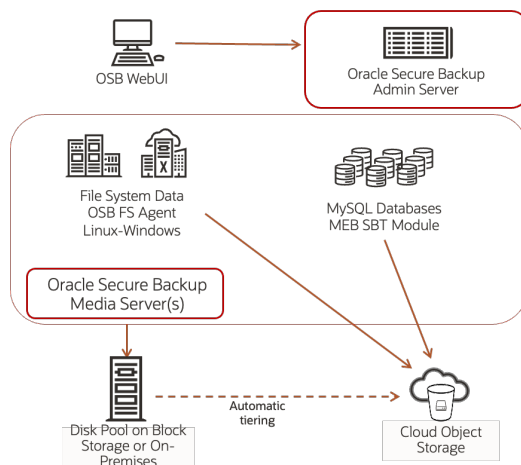 OSB WebUI
Oracle Secure Backup
Admin Server
File System Data
OSB FS Agent
Linux-Windows
MySQL Databases
MEB SBT Module
Oracle Secure Backup
Media Server(s)
X
Automatic
tiering
Disk Pool on Block
Storage or On-
Premises
Cloud Object
Storage